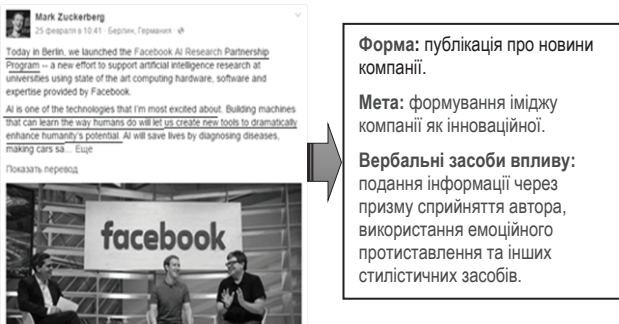 Mark Zuckerberg
25 февраля в 10:41 · Берлин, Германия ·
Today in Berlin, we launched the Facebook AI Research Partnership
Program -- a new effort to support artificial intelligence research at
universities using state of the art computing hardware, software and
expertise provided by Facebook.
AI is one of the technologies that I'm most excited about. Building machines
that can learn the way humans do will let us create new tools to dramatically
enhance humanity's potential. AI will save lives by diagnosing diseases,
making cars sa... Еще
Показать перевод
facebook
Форма: публікація про новини
компанії.
Мета: формування іміджу
компанії як інноваційної.
Вербальні засоби впливу:
подання інформації через
призму сприйняття автора,
використання емоційного
протиставлення та інших
стилістичних засобів.